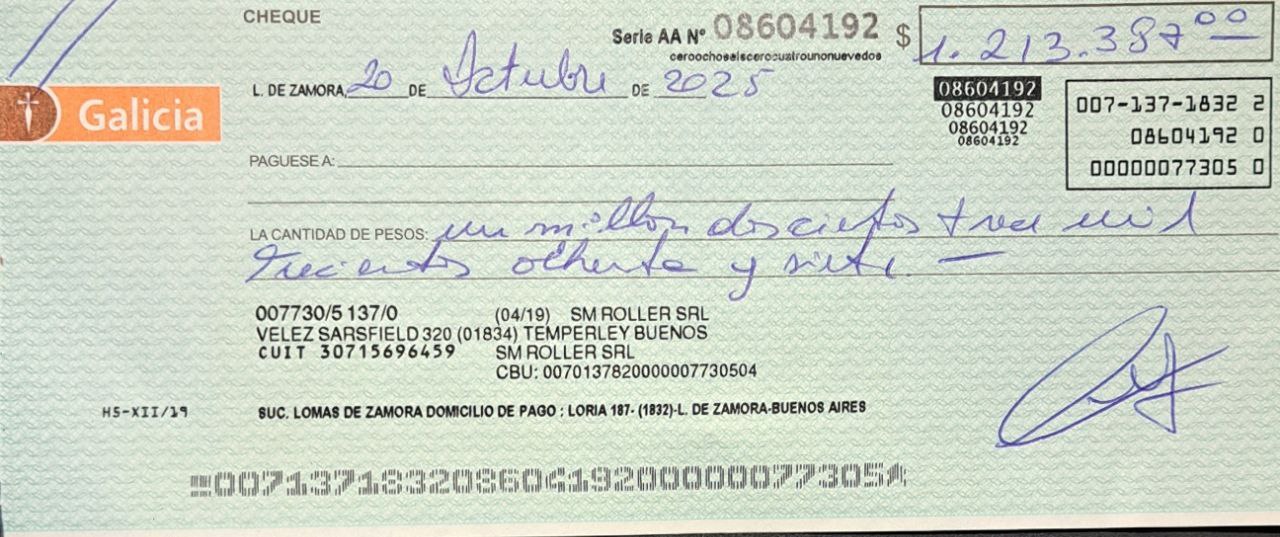 CHEQUE
Serie AA N° 08604192 $ 1.213.387,00
ceroochoseiscerocuatrounonuevedos
L. DE ZAMORA, 20 DE Octubre DE 2025
08604192
08604192
08604192
08604192
007-137-1832 2
08604192 0
00000077305 0
Galicia
PAGUESE A:
LA CANTIDAD DE PESOS: un millon doscientos trece mil
trecientos ochenta y siete. —
007730/5 137/0 (04/19) SM ROLLER SRL
VELEZ SARSFIELD 320 (01834) TEMPERLEY BUENOS
CUIT 30715696459 SM ROLLER SRL
CBU: 0070137820000007730504
H5-XII/19 SUC. LOMAS DE ZAMORA DOMICILIO DE PAGO : LORIA 187- (1832)-L. DE ZAMORA-BUENOS AIRES
00713718320860419200000077305